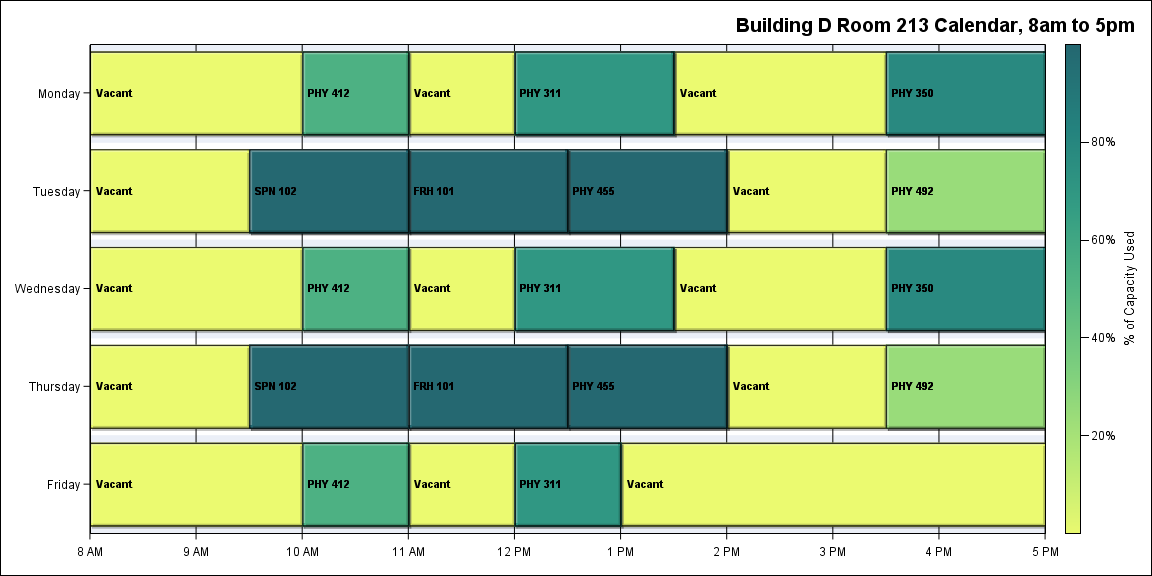 Building D Room 213 Calendar, 8am to 5pm
Monday
Vacant
PHY 412
Vacant
PHY 311
Vacant
PHY 350
Tuesday
Vacant
SPN 102
FRH 101
PHY 455
Vacant
PHY 492
Wednesday
Vacant
PHY 412
Vacant
PHY 311
Vacant
PHY 350
Thursday
Vacant
SPN 102
FRH 101
PHY 455
Vacant
PHY 492
Friday
Vacant
PHY 412
Vacant
PHY 311
Vacant
8 AM
9 AM
10 AM
11 AM
12 PM
1 PM
2 PM
3 PM
4 PM
5 PM
80%
60%
40%
20%
% of Capacity Used